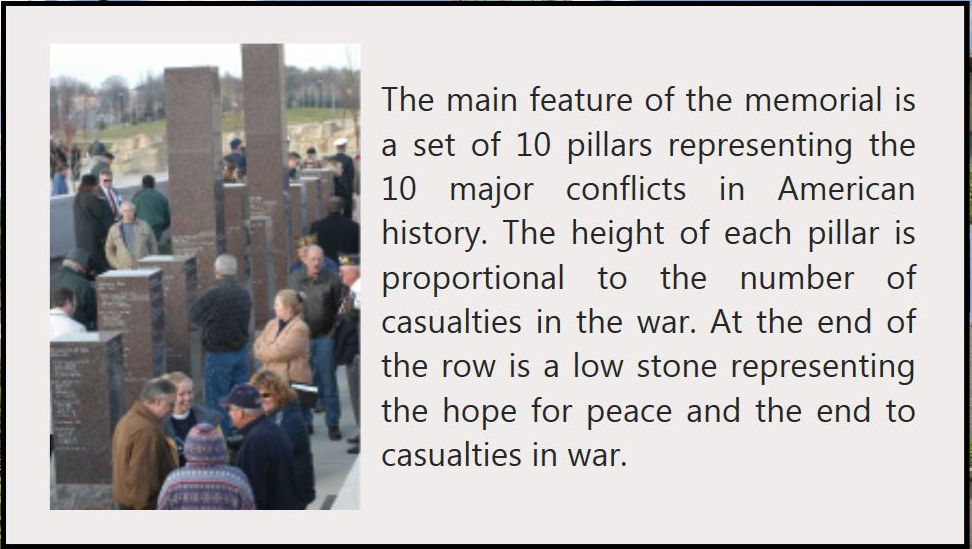 The main feature of the memorial is
a set of 10 pillars representing the
10 major conflicts in American
history. The height of each pillar is
proportional to the number of
casualties in the war. At the end of
the row is a low stone representing
the hope for peace and the end to
casualties in war.